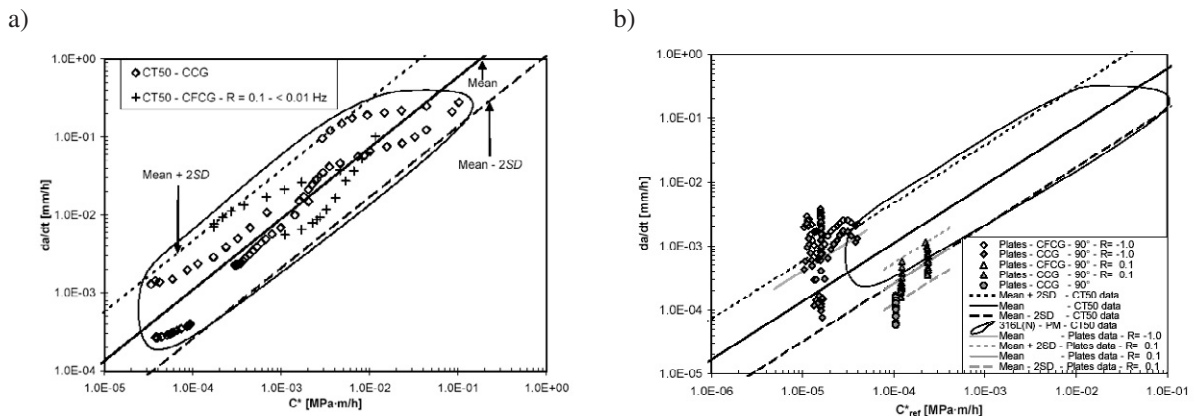 a)
1.0E+00
1.0E-01
1.0E-02
1.0E-03
1.0E-04
da/dt [mm/h]
CT50 - CCG
CT50 - CFCG - R = 0.1 - < 0.01 Hz
Mean
Mean + 2SD
Mean - 2SD
1.0E-05 1.0E-04 1.0E-03 1.0E-02 1.0E-01 1.0E+00
C* [MPa·m/h]
b)
1.0E+00
1.0E-01
1.0E-02
1.0E-03
1.0E-04
1.0E-05
da/dt [mm/h]
Plates - CFCG - 90° - R= -1.0
Plates - CCG - 90° - R= -1.0
Plates - CFCG - 90° - R= 0.1
Plates - CCG - 90° - R= 0.1
Plates - CCG - 90°
Mean + 2SD - CT50 data
Mean - CT50 data
Mean - 2SD - CT50 data
316L(N) - PM - CT50 data
Mean - Plates data - R= -1.0
Mean + 2SD - Plates data - R= 0.1
Mean - Plates data - R= 0.1
Mean - 2SD - Plates data - R= 0.1
1.0E-06 1.0E-05 1.0E-04 1.0E-03 1.0E-02 1.0E-01
C*ref [MPa·m/h]